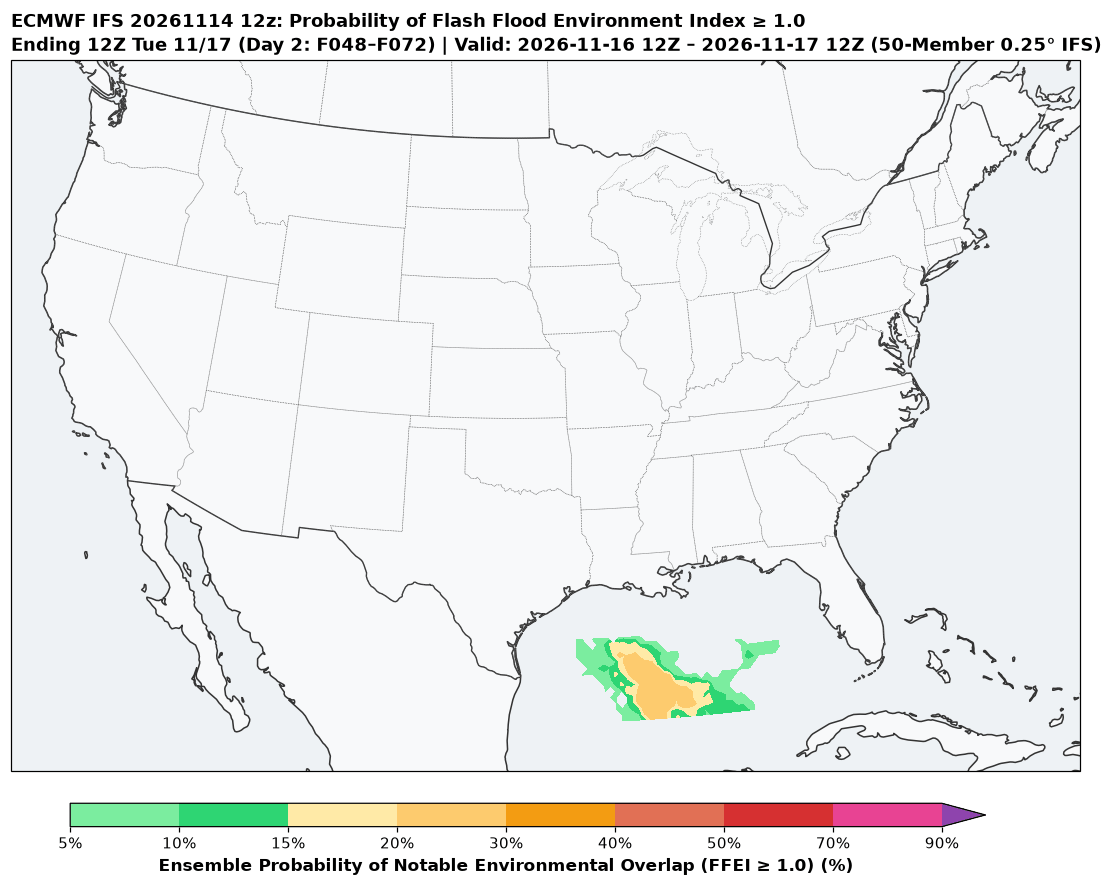 ECMWF IFS 20261114 12z: Probability of Flash Flood Environment Index ≥ 1.0
Ending 12Z Tue 11/17 (Day 2: F048–F072) | Valid: 2026-11-16 12Z – 2026-11-17 12Z (50-Member 0.25° IFS)
5% 10% 15% 20% 30% 40% 50% 70% 90%
Ensemble Probability of Notable Environmental Overlap (FFEI ≥ 1.0) (%)